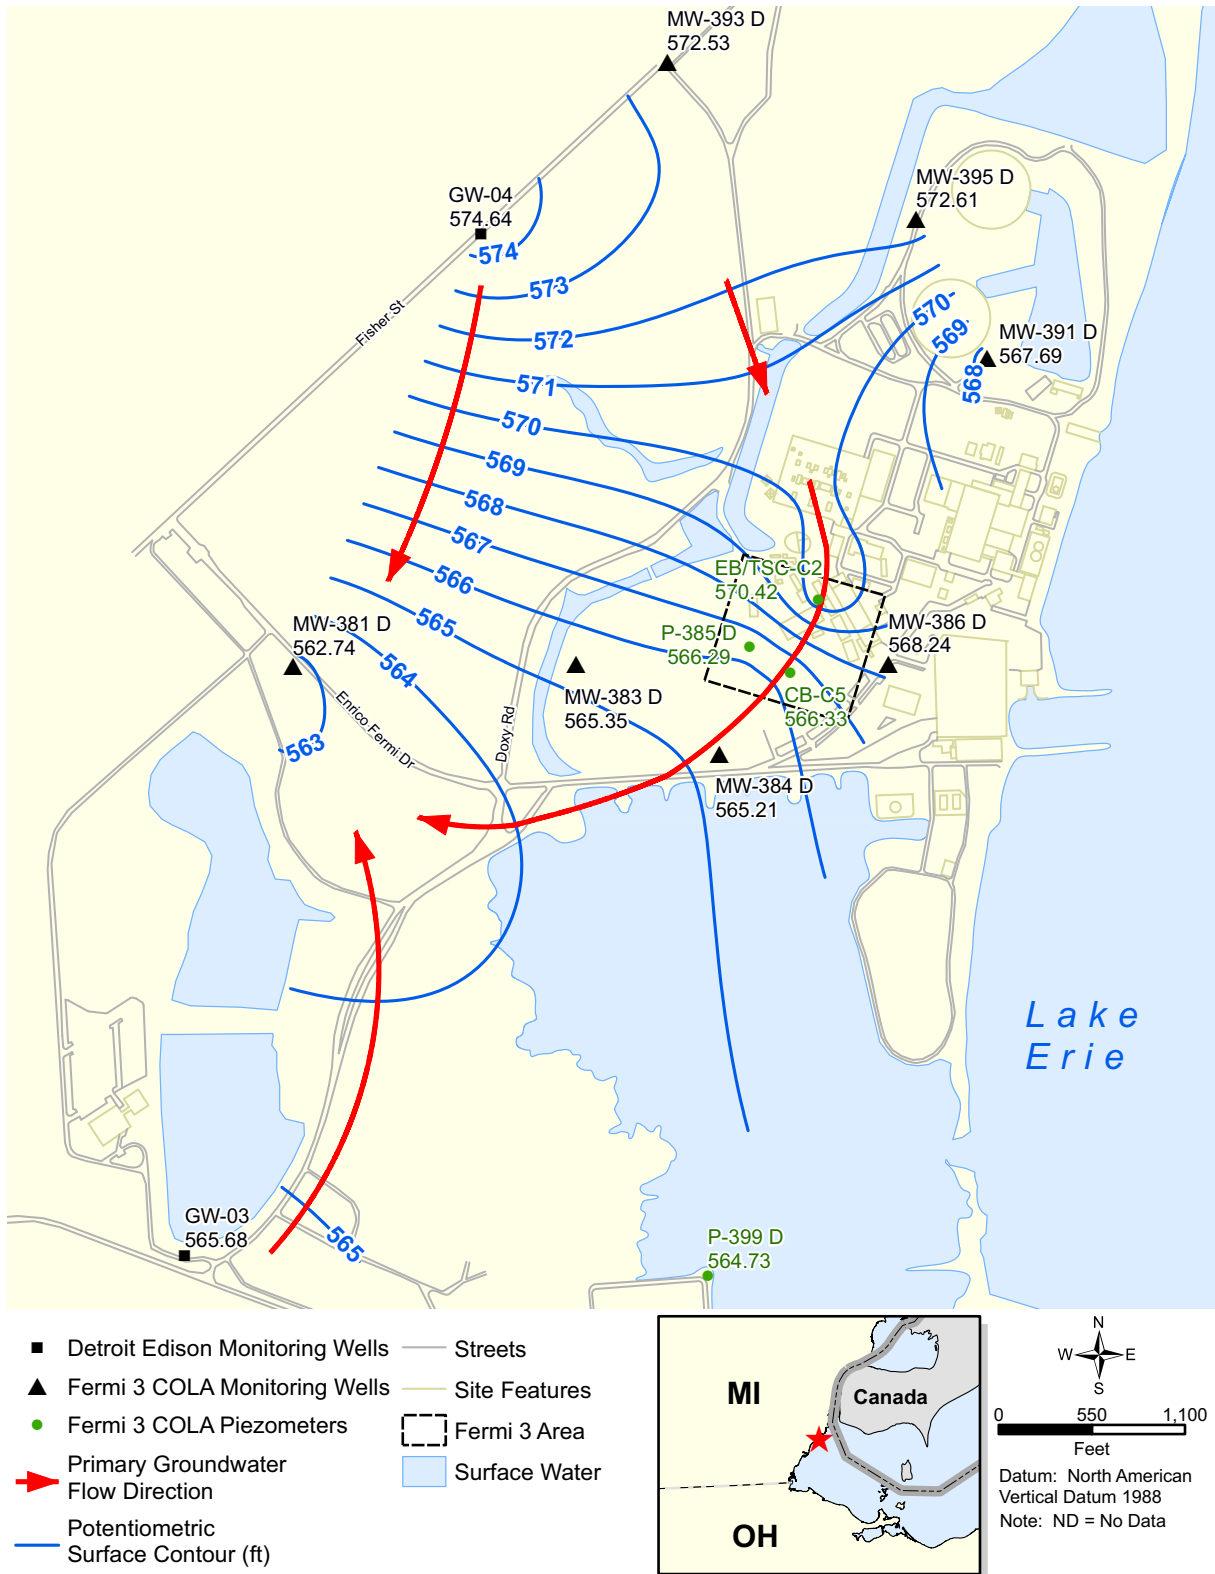 MW-393 D
572.53
MW-395 D
572.61
GW-04
574.64
574
573
Fisher St
572
570
569
MW-391 D
567.69
568
571
570
569
568
567
566
565
EB/TSC-C2
570.42
MW-381 D
562.74
P-385 D
566.29
MW-386 D
568.24
564
MW-383 D
565.35
CB-C5
566.33
Enrico Fermi Dr
Doxy Rd
563
MW-384 D
565.21
Lake
Erie
GW-03
565.68
565
P-399 D
564.73
Detroit Edison Monitoring Wells
Fermi 3 COLA Monitoring Wells
Fermi 3 COLA Piezometers
Primary Groundwater
Flow Direction
Potentiometric
Surface Contour (ft)
Streets
Site Features
Fermi 3 Area
Surface Water
MI
Canada
OH
N
W E
S
0 550 1,100
Feet
Datum: North American
Vertical Datum 1988
Note: ND = No Data